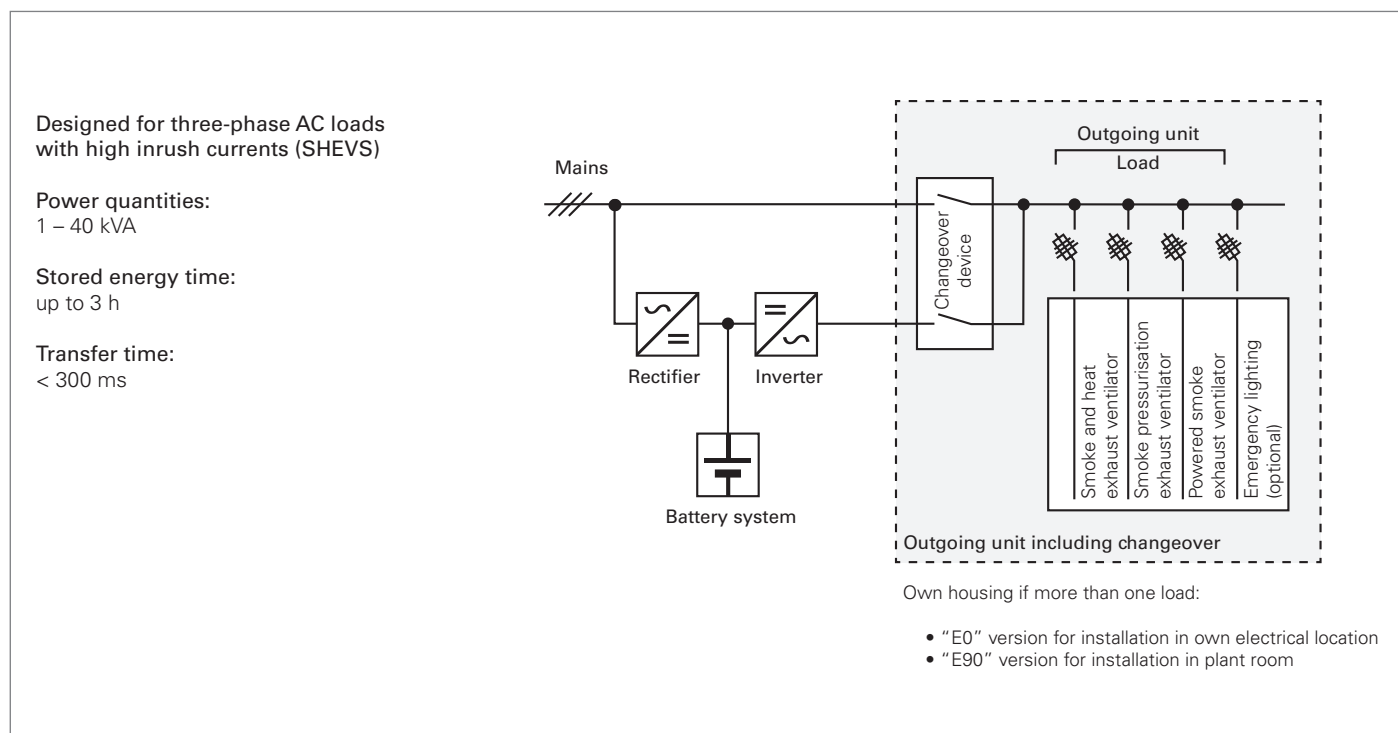 Designed for three-phase AC loads
with high inrush currents (SHEVS)
Power quantities:
1 – 40 kVA
Stored energy time:
up to 3 h
Transfer time:
< 300 ms
Mains
Rectifier
Inverter
Battery system
Changeover
device
Outgoing unit
Load
Smoke and heat
exhaust ventilator
Smoke pressurisation
exhaust ventilator
Powered smoke
exhaust ventilator
Emergency lighting
(optional)
Outgoing unit including changeover
Own housing if more than one load:
• “E0” version for installation in own electrical location
• “E90” version for installation in plant room